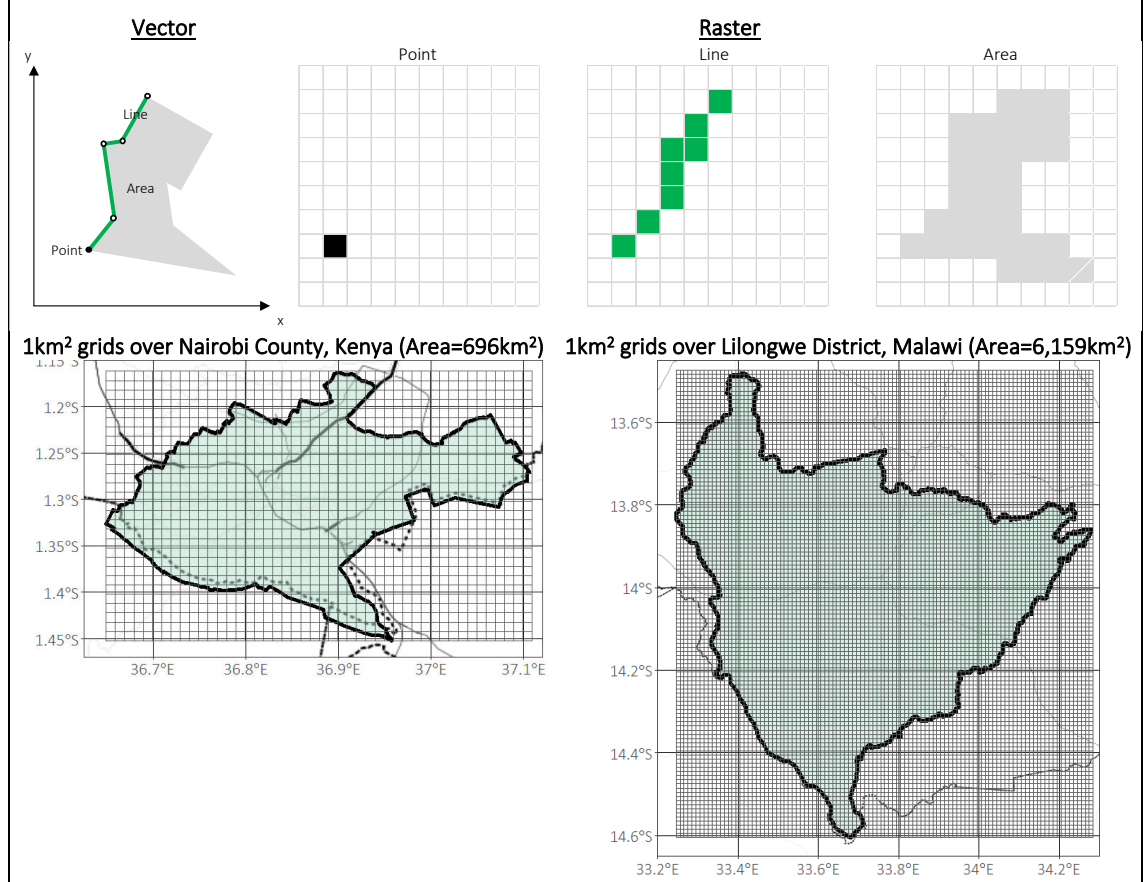 Vector
Raster
y
Point
Line
Area
Line
Area
Point
x
1km² grids over Nairobi County, Kenya (Area=696km²)
1km² grids over Lilongwe District, Malawi (Area=6,159km²)
1.15°S
1.2°S
1.25°S
1.3°S
1.35°S
1.4°S
1.45°S
36.7°E 36.8°E 36.9°E 37°E 37.1°E
13.6°S
13.8°S
14°S
14.2°S
14.4°S
14.6°S
33.2°E 33.4°E 33.6°E 33.8°E 34°E 34.2°E